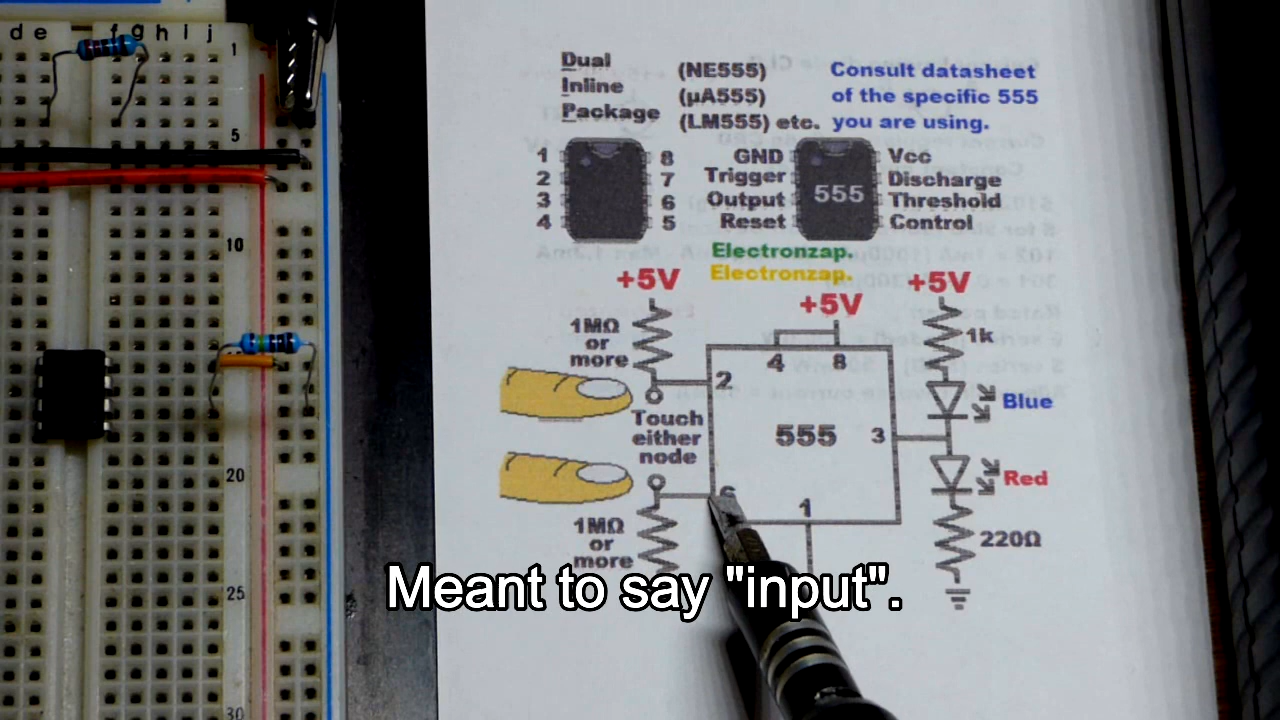 d e f g h i j
1
5
10
20
25
30
Dual
Inline
Package
(NE555)
(µA555)
(LM555) etc.
Consult datasheet
of the specific 555
you are using.
1 8
2 7
3 6
4 5
GND Vcc
Trigger Discharge
Output 555 Threshold
Reset Control
Electronzap.
Electronzap.
+5V
+5V
+5V
1MΩ
or
more
1k
4 8
2
Blue
Touch
either
node
555
3
Red
6
1
1MΩ
or
more
220Ω
Meant to say "input".